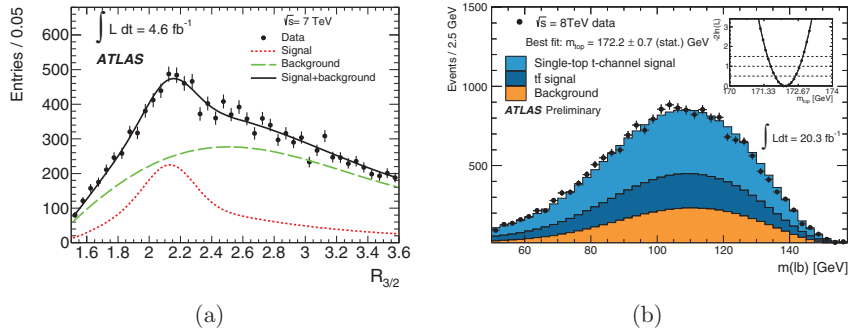 Entries / 0.05
600
500
400
300
200
100
0
∫ L dt = 4.6 fb⁻¹
ATLAS
√s = 7 TeV
Data
Signal
Background
Signal+background
1.6 1.8 2 2.2 2.4 2.6 2.8 3 3.2 3.4 3.6
R3/2
(a)
Events / 2.5 GeV
1500
1000
500
√s = 8TeV data
Best fit: mtop = 172.2 ± 0.7 (stat.) GeV
Single-top t-channel signal
tt̄ signal
Background
ATLAS Preliminary
∫ Ldt = 20.3 fb⁻¹
-2ln(L)
3
2
1
0
170 171.33 172.67 174
mtop [GeV]
60 80 100 120 140
m(lb) [GeV]
(b)